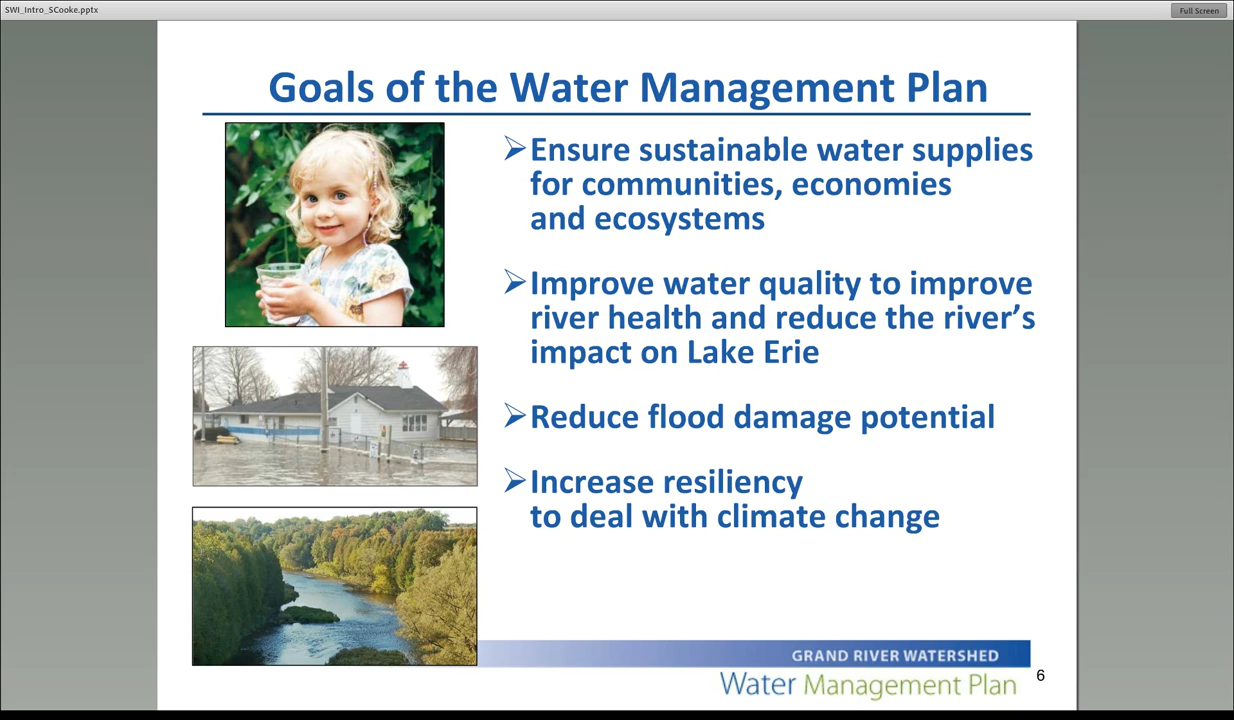 SWI_Intro_SCooke.pptx
Full Screen
Goals of the Water Management Plan
➢Ensure sustainable water supplies
for communities, economies
and ecosystems
➢Improve water quality to improve
river health and reduce the river’s
impact on Lake Erie
➢Reduce flood damage potential
➢Increase resiliency
to deal with climate change
GRAND RIVER WATERSHED
Water Management Plan
6